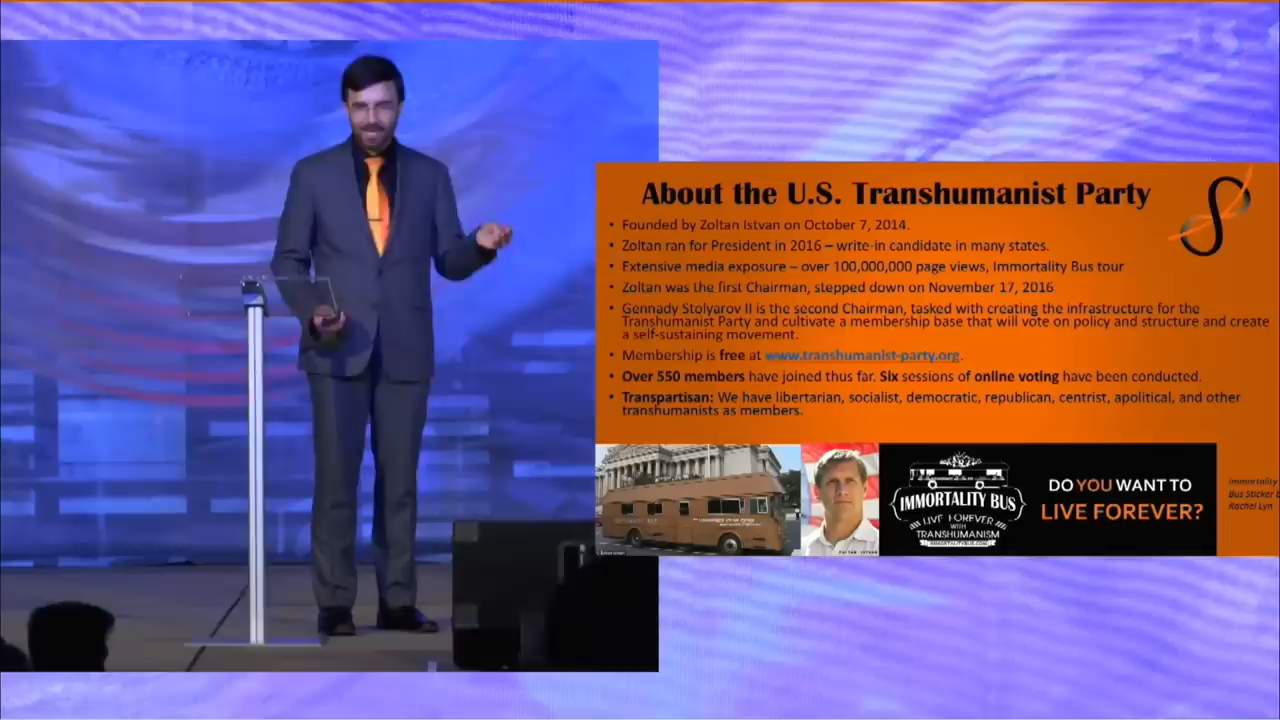 About the U.S. Transhumanist Party
• Founded by Zoltan Istvan on October 7, 2014.
• Zoltan ran for President in 2016 – write-in candidate in many states.
• Extensive media exposure – over 100,000,000 page views, Immortality Bus tour
• Zoltan was the first Chairman, stepped down on November 17, 2016
• Gennady Stolyarov II is the second Chairman, tasked with creating the infrastructure for the
Transhumanist Party and cultivate a membership base that will vote on policy and structure and create
a self-sustaining movement.
• Membership is free at www.transhumanist-party.org.
• Over 550 members have joined thus far. Six sessions of online voting have been conducted.
• Transpartisan: We have libertarian, socialist, democratic, republican, centrist, apolitical, and other
transhumanists as members.
IMMORTALITY BUS
LIVE FOREVER
WITH
TRANSHUMANISM
IMMORTALITYBUS.COM
DO YOU WANT TO
LIVE FOREVER?
Immortality
Bus Sticker
Rachel Lyn
ZOLTAN ISTVAN